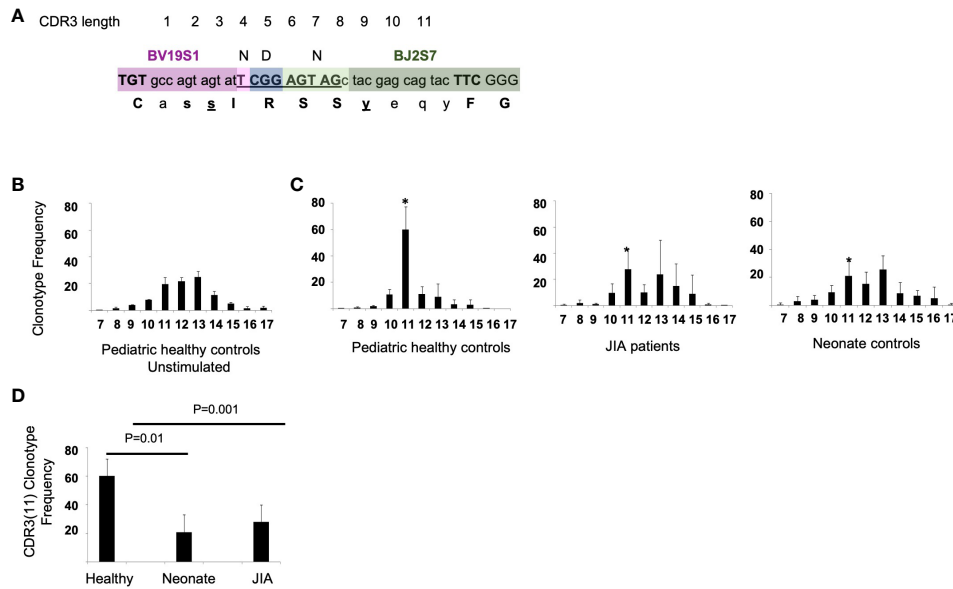 A
CDR3 length 1 2 3 4 5 6 7 8 9 10 11
BV19S1 N D N BJ2S7
TGT gcc agt agt atT CGG AGT AGc tac gag cag tac TTC GGG
C a s s I R S S y e q y F G
B
Clonotype Frequency
80
60
40
20
7 8 9 10 11 12 13 14 15 16 17
Pediatric healthy controls
Unstimulated
C
80
60
40
20
*
7 8 9 10 11 12 13 14 15 16 17
Pediatric healthy controls
80
60
40
20
*
7 8 9 10 11 12 13 14 15 16 17
JIA patients
80
60
40
20
*
7 8 9 10 11 12 13 14 15 16 17
Neonate controls
D
P=0.001
P=0.01
CDR3(11) Clonotype
Frequency
80
60
40
20
Healthy Neonate JIA